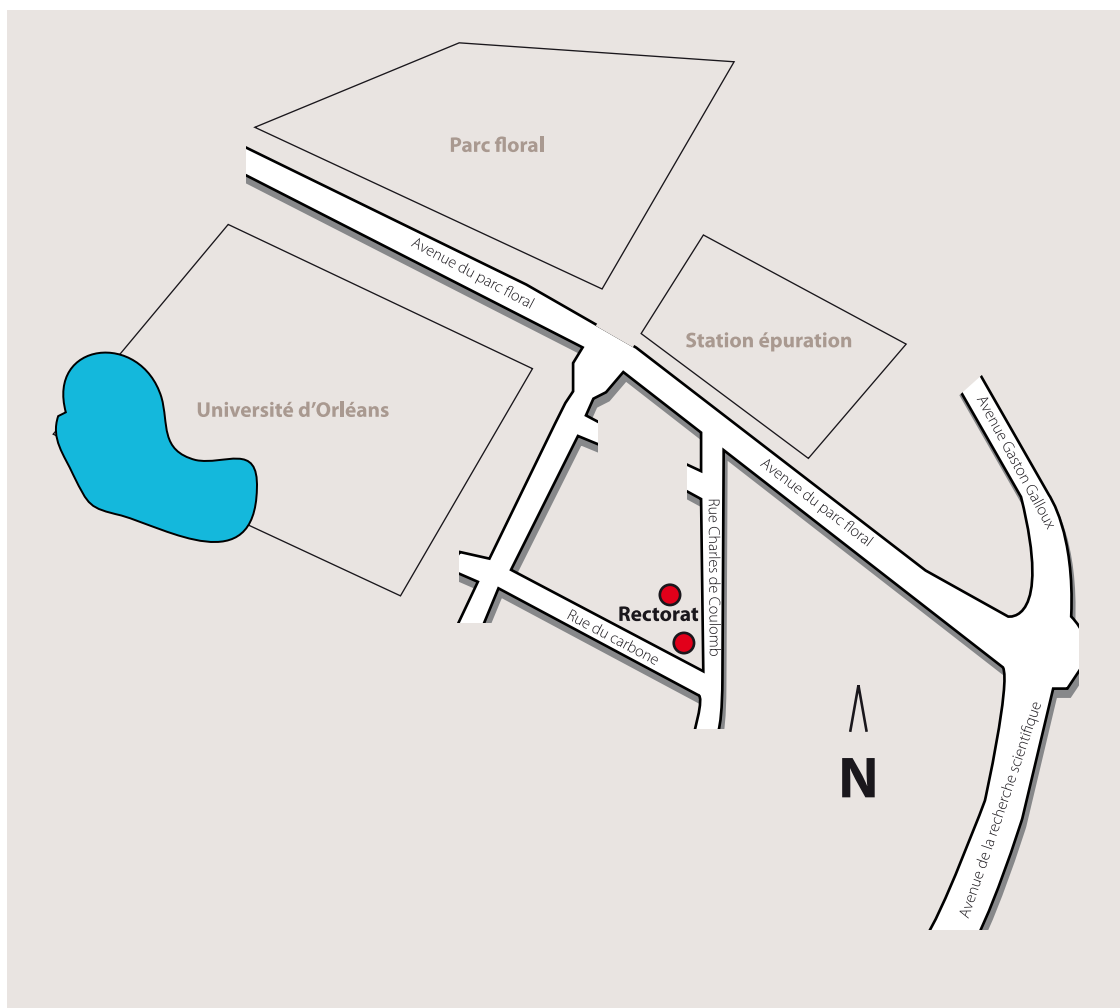 Parc floral
Avenue du parc floral
Station épuration
Université d'Orléans
Avenue Gaston Galloux
Avenue du parc floral
Rue Charles de Coulomb
Rectorat
Rue du carbone
N
Avenue de la recherche scientifique